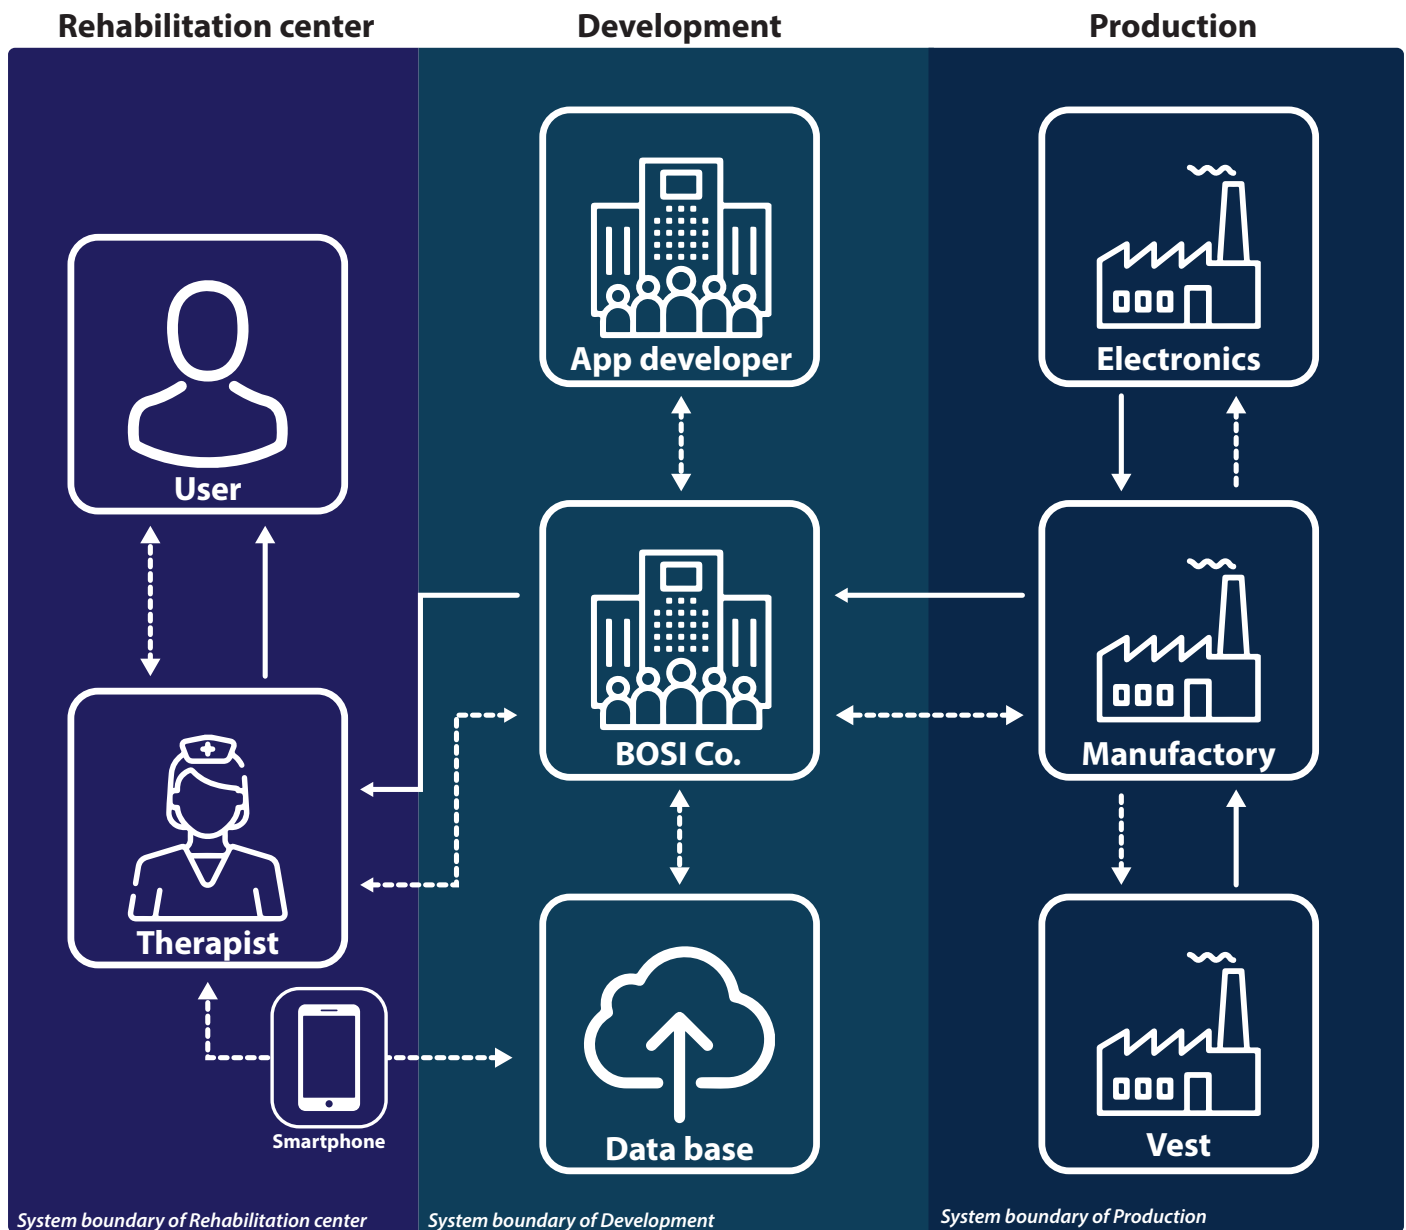 Rehabilitation center
Development
Production
App developer
Electronics
User
BOSI Co.
Manufactory
Therapist
Smartphone
Data base
Vest
System boundary of Rehabilitation center
System boundary of Development
System boundary of Production